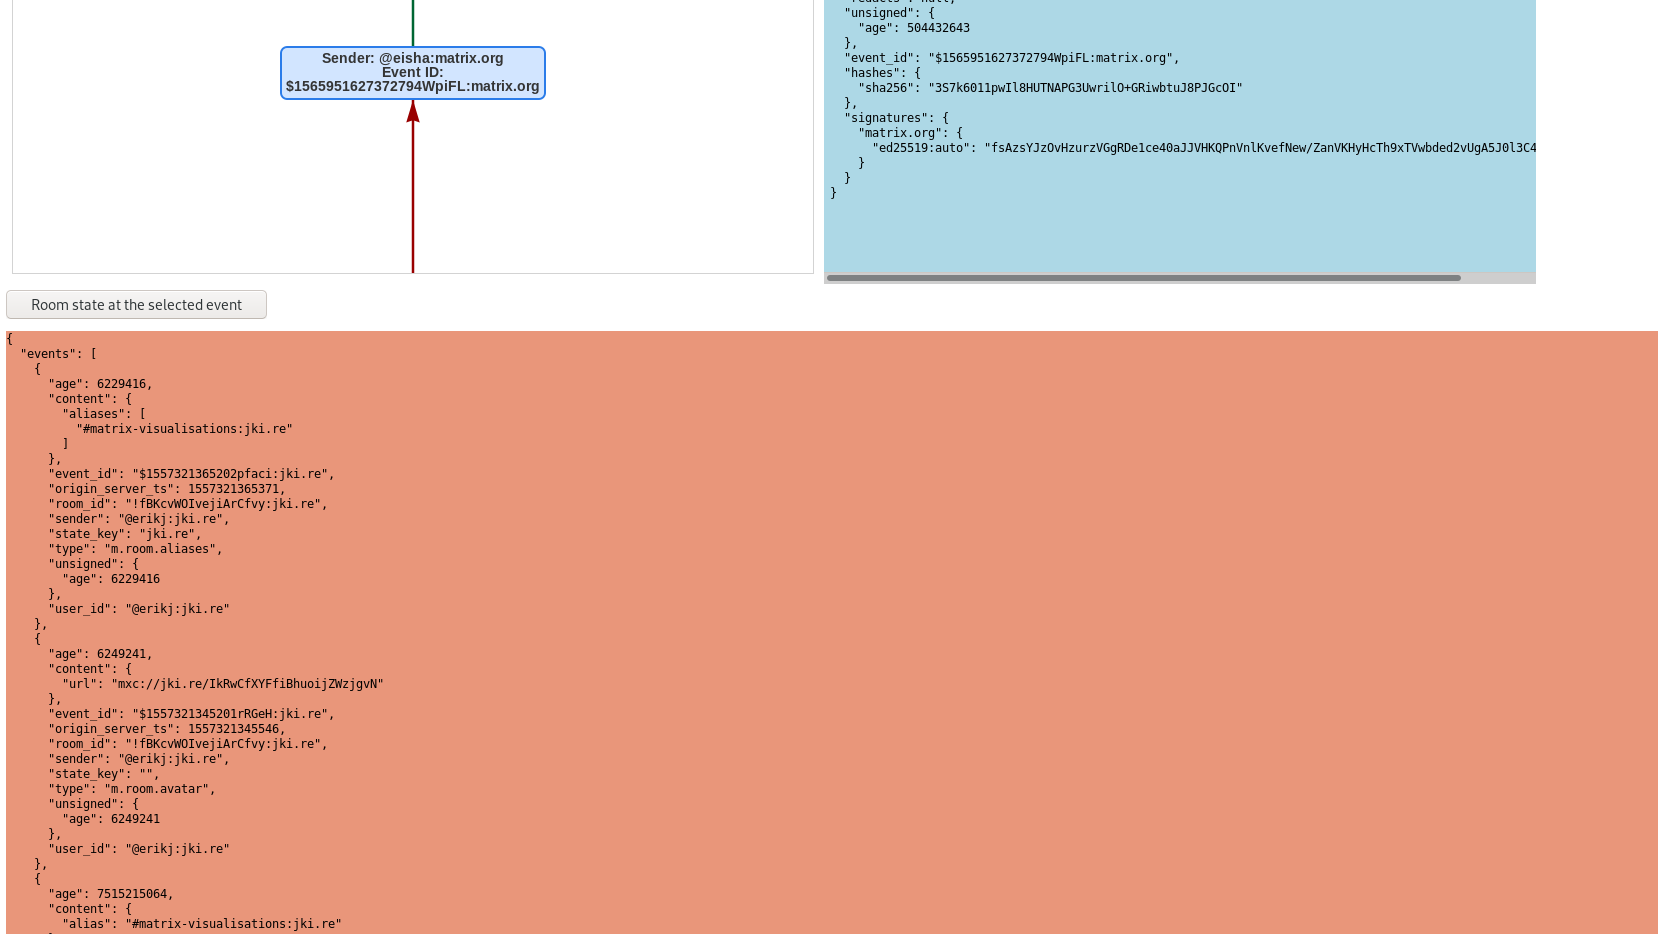 Sender: @eisha:matrix.org
Event ID:
$1565951627372794WpiFL:matrix.org
"unsigned": {
"age": 504432643
},
"event_id": "$1565951627372794WpiFL:matrix.org",
"hashes": {
"sha256": "3S7k6011pwIl8HUTNAPG3UwrilO+GRiwbtuJ8PJGcOI"
},
"signatures": {
"matrix.org": {
"ed25519:auto": "fsAzsYJzOvHzurzVGgRDe1ce40aJJVHKQPnVnlKvefNew/ZanVKHyHcTh9xTVwbded2vUgA5J0l3C4
}
}
}
Room state at the selected event
{
"events": [
{
"age": 6229416,
"content": {
"aliases": [
"#matrix-visualisations:jki.re"
]
},
"event_id": "$1557321365202pfaci:jki.re",
"origin_server_ts": 1557321365371,
"room_id": "!fBKcvWOIvejiArCfvy:jki.re",
"sender": "@erikj:jki.re",
"state_key": "jki.re",
"type": "m.room.aliases",
"unsigned": {
"age": 6229416
},
"user_id": "@erikj:jki.re"
},
{
"age": 6249241,
"content": {
"url": "mxc://jki.re/IkRwCfXYFfiBhuoijZWzjgvN"
},
"event_id": "$1557321345201rRGeH:jki.re",
"origin_server_ts": 1557321345546,
"room_id": "!fBKcvWOIvejiArCfvy:jki.re",
"sender": "@erikj:jki.re",
"state_key": "",
"type": "m.room.avatar",
"unsigned": {
"age": 6249241
},
"user_id": "@erikj:jki.re"
},
{
"age": 7515215064,
"content": {
"alias": "#matrix-visualisations:jki.re"